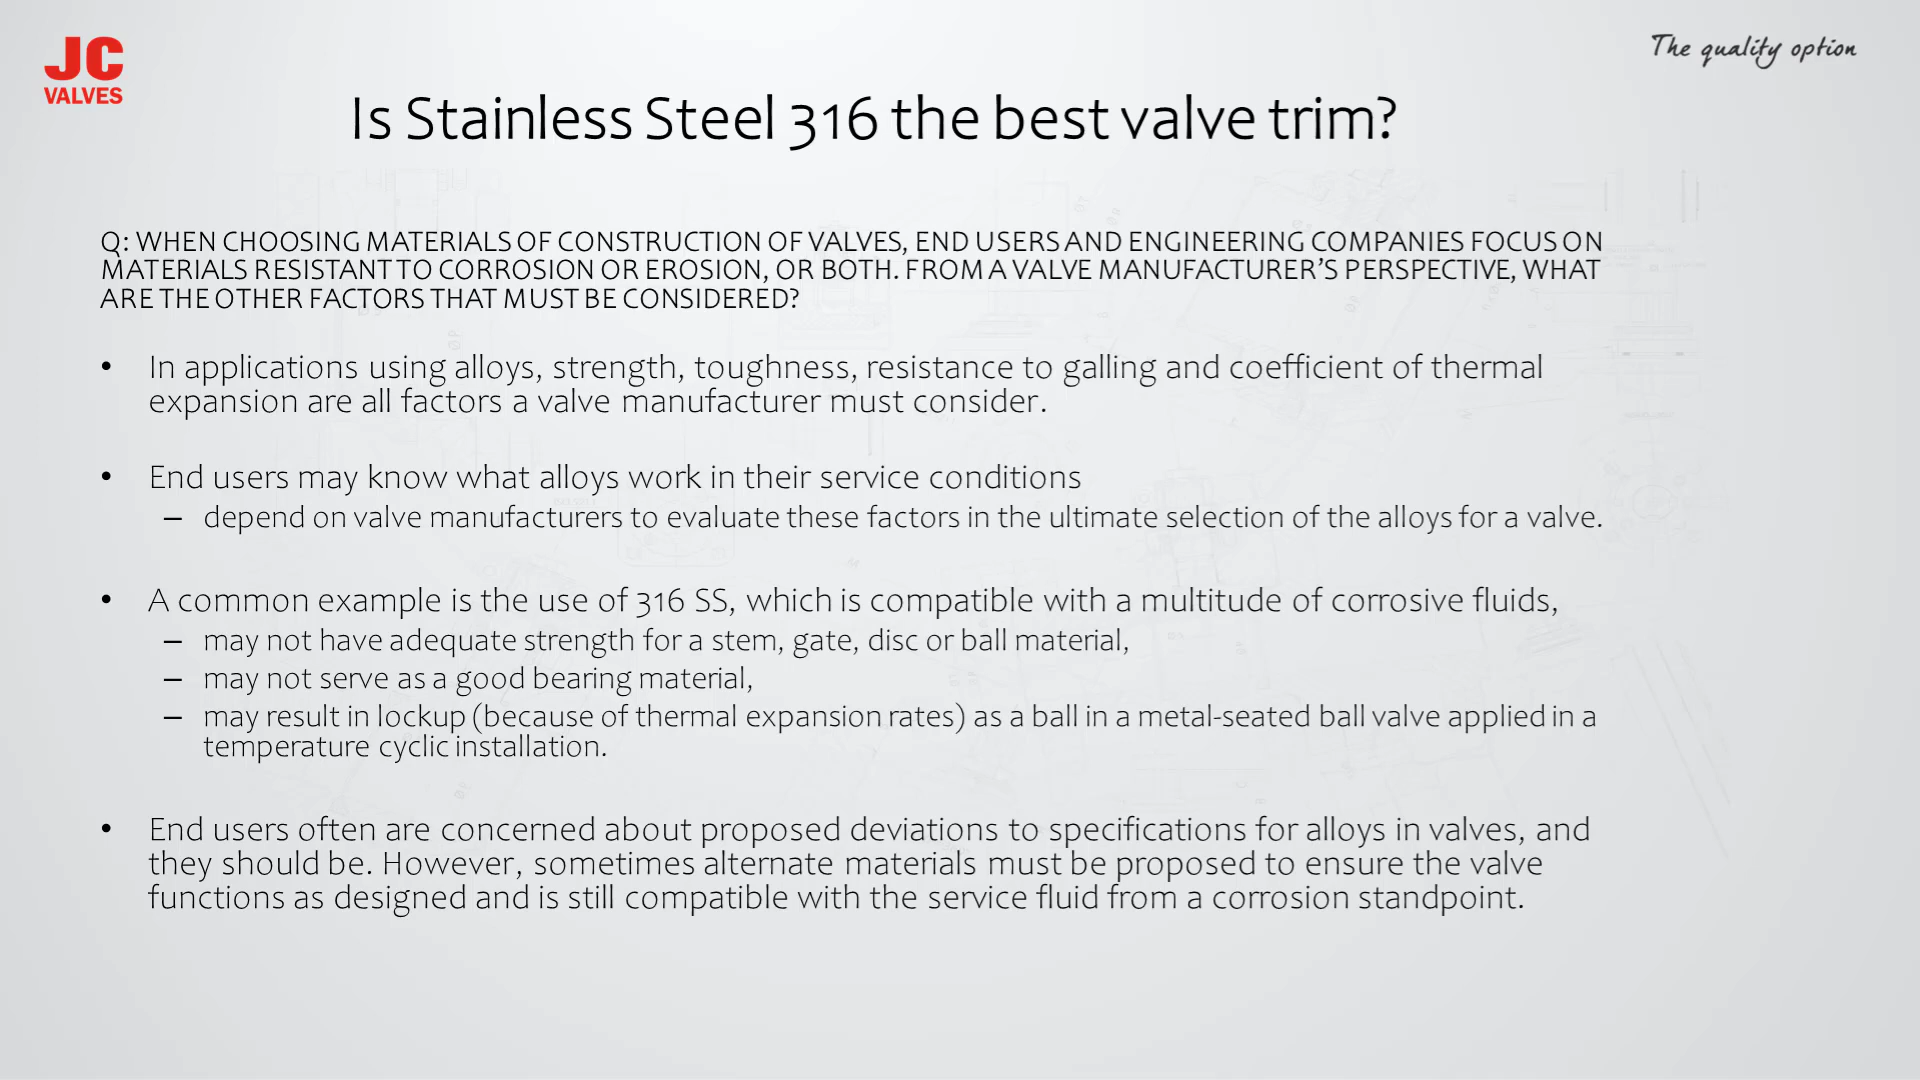 JC
VALVES
The quality option
Is Stainless Steel 316 the best valve trim?
Q: WHEN CHOOSING MATERIALS OF CONSTRUCTION OF VALVES, END USERS AND ENGINEERING COMPANIES FOCUS ON
MATERIALS RESISTANT TO CORROSION OR EROSION, OR BOTH. FROM A VALVE MANUFACTURER’S PERSPECTIVE, WHAT
ARE THE OTHER FACTORS THAT MUST BE CONSIDERED?
• In applications using alloys, strength, toughness, resistance to galling and coefficient of thermal
expansion are all factors a valve manufacturer must consider.
• End users may know what alloys work in their service conditions
– depend on valve manufacturers to evaluate these factors in the ultimate selection of the alloys for a valve.
• A common example is the use of 316 SS, which is compatible with a multitude of corrosive fluids,
– may not have adequate strength for a stem, gate, disc or ball material,
– may not serve as a good bearing material,
– may result in lockup (because of thermal expansion rates) as a ball in a metal-seated ball valve applied in a
temperature cyclic installation.
• End users often are concerned about proposed deviations to specifications for alloys in valves, and
they should be. However, sometimes alternate materials must be proposed to ensure the valve
functions as designed and is still compatible with the service fluid from a corrosion standpoint.